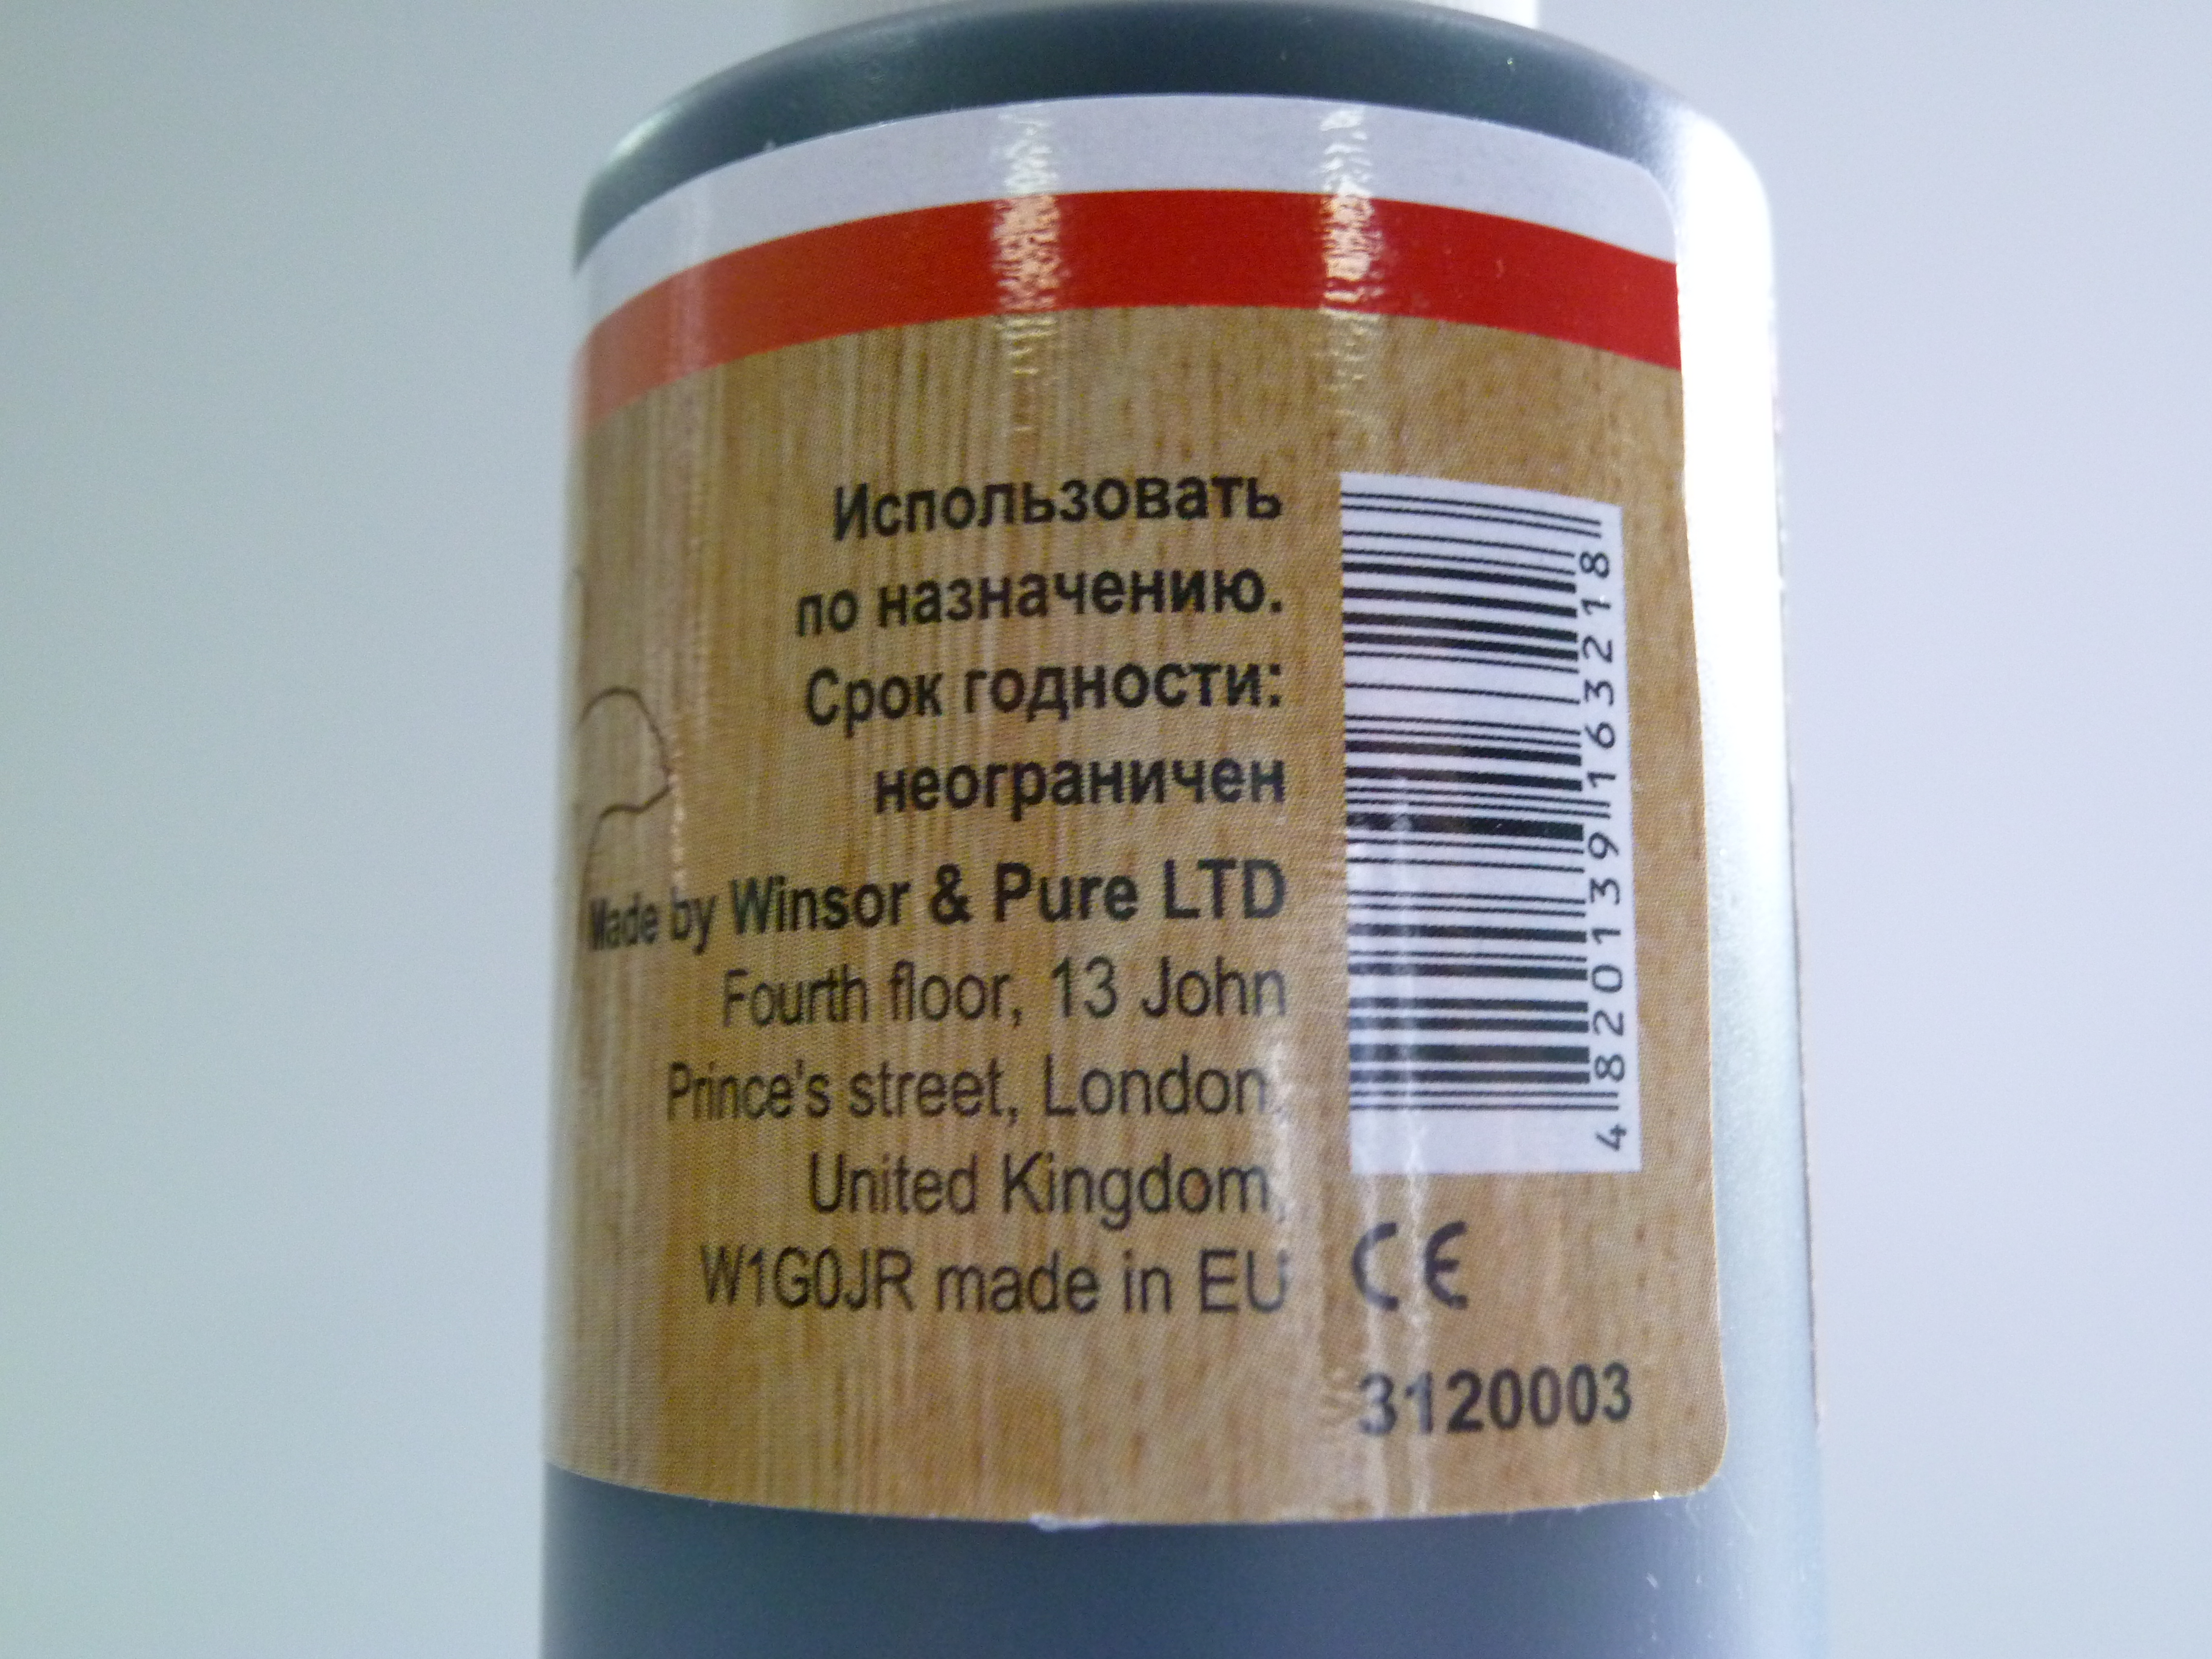 Использовать
по назначению.
Срок годности:
неограничен
Made by Winsor & Pure LTD
Fourth floor, 13 John
Prince's street, London,
United Kingdom,
W1G0JR made in EU
4820139163218
CE
3120003